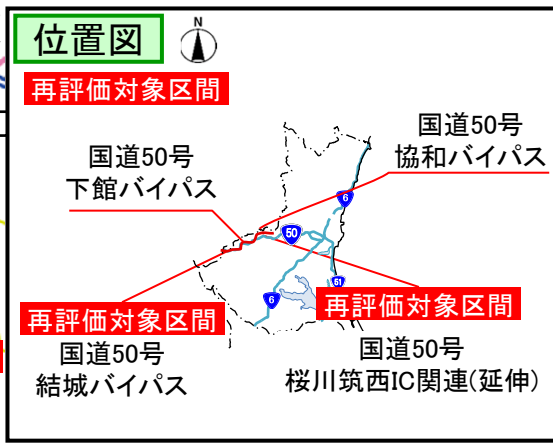 位置図
N
再評価対象区間
国道50号
協和バイパス
国道50号
下館バイパス
6
50
61
6
再評価対象区間
国道50号
結城バイパス
再評価対象区間
国道50号
桜川筑西IC関連(延伸)